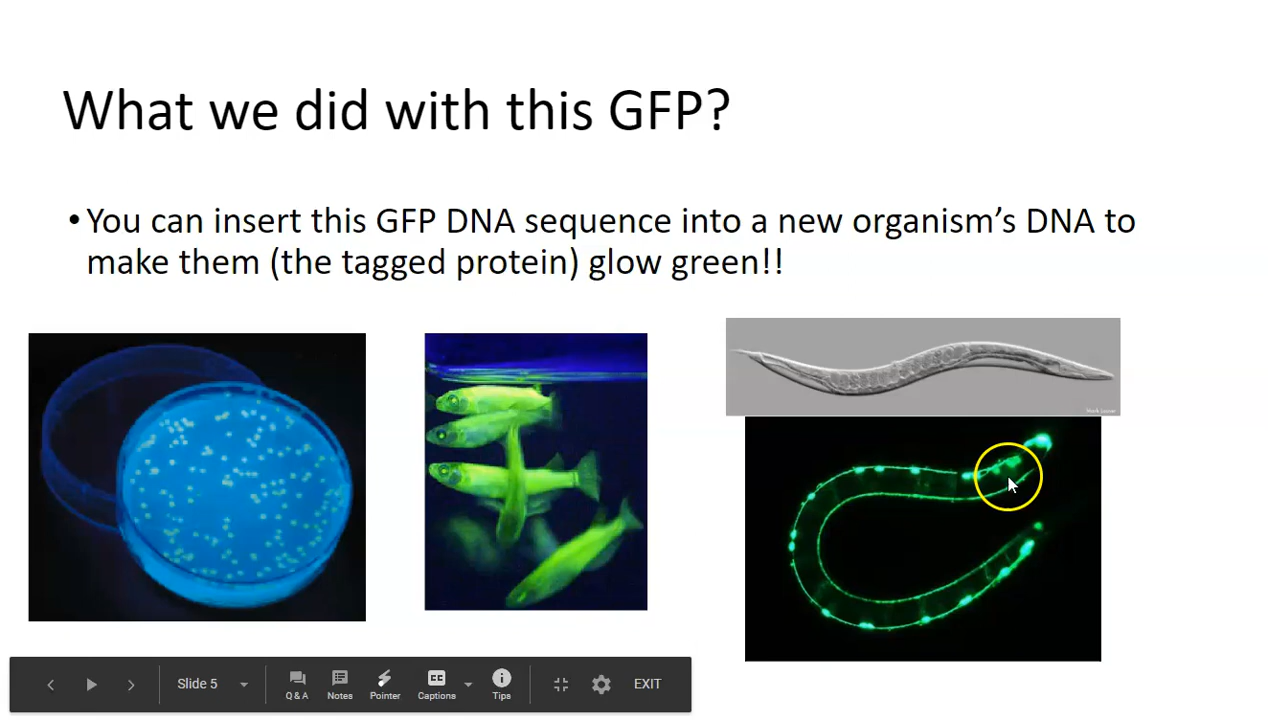 What we did with this GFP?
• You can insert this GFP DNA sequence into a new organism’s DNA to
make them (the tagged protein) glow green!!
Slide 5
Q & A
Notes
Pointer
Captions
Tips
EXIT